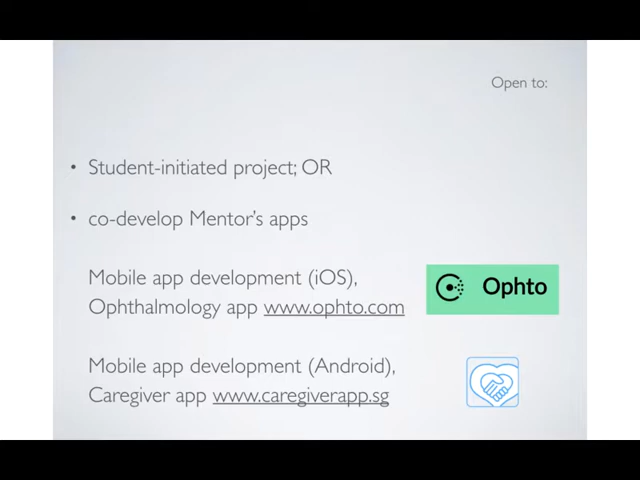 Open to:
• Student-initiated project; OR
• co-develop Mentor's apps
Mobile app development (iOS),
Ophthalmology app www.ophto.com
Ophto
Mobile app development (Android),
Caregiver app www.caregiverapp.sg